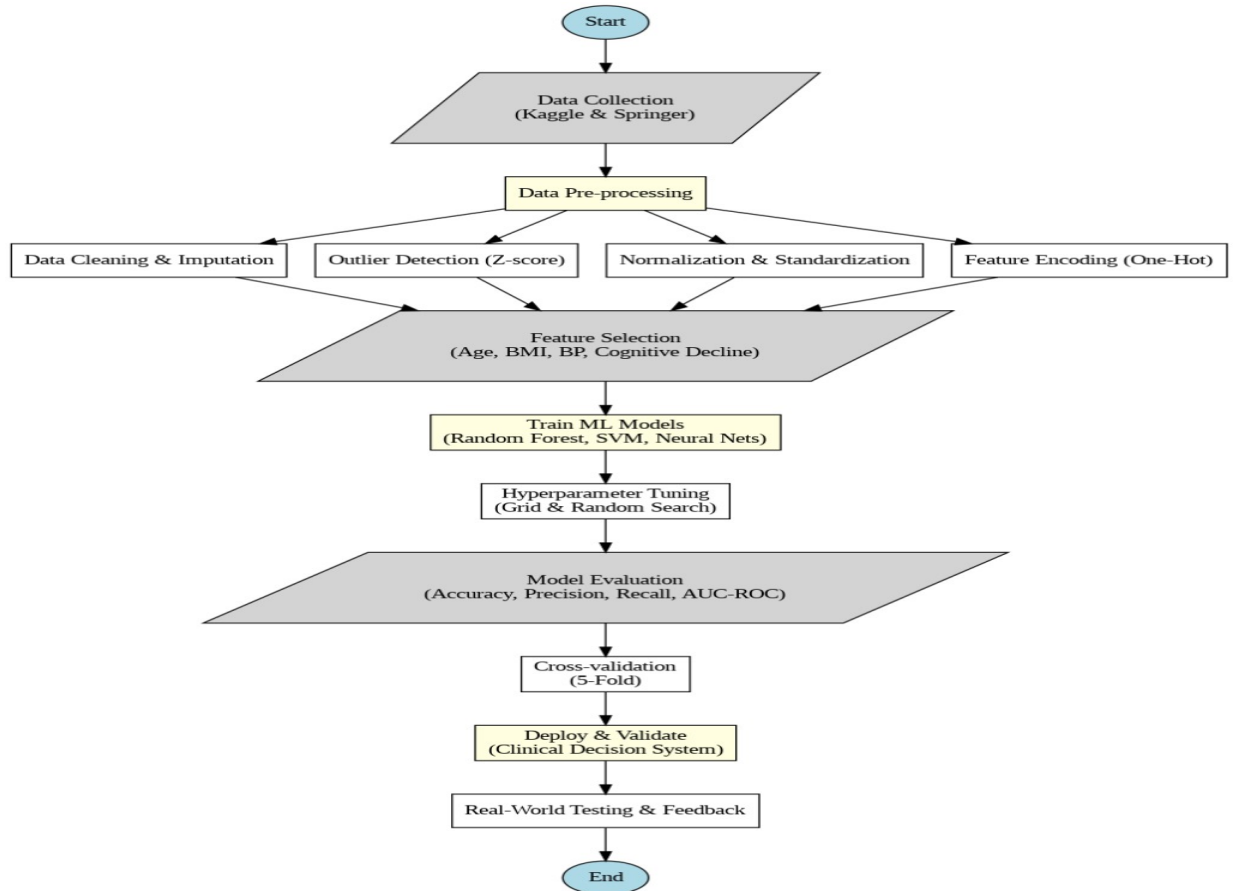 Start
Data Collection
(Kaggle & Springer)
Data Pre-processing
Data Cleaning & Imputation
Outlier Detection (Z-score)
Normalization & Standardization
Feature Encoding (One-Hot)
Feature Selection
(Age, BMI, BP, Cognitive Decline)
Train ML Models
(Random Forest, SVM, Neural Nets)
Hyperparameter Tuning
(Grid & Random Search)
Model Evaluation
(Accuracy, Precision, Recall, AUC-ROC)
Cross-validation
(5-Fold)
Deploy & Validate
(Clinical Decision System)
Real-World Testing & Feedback
End